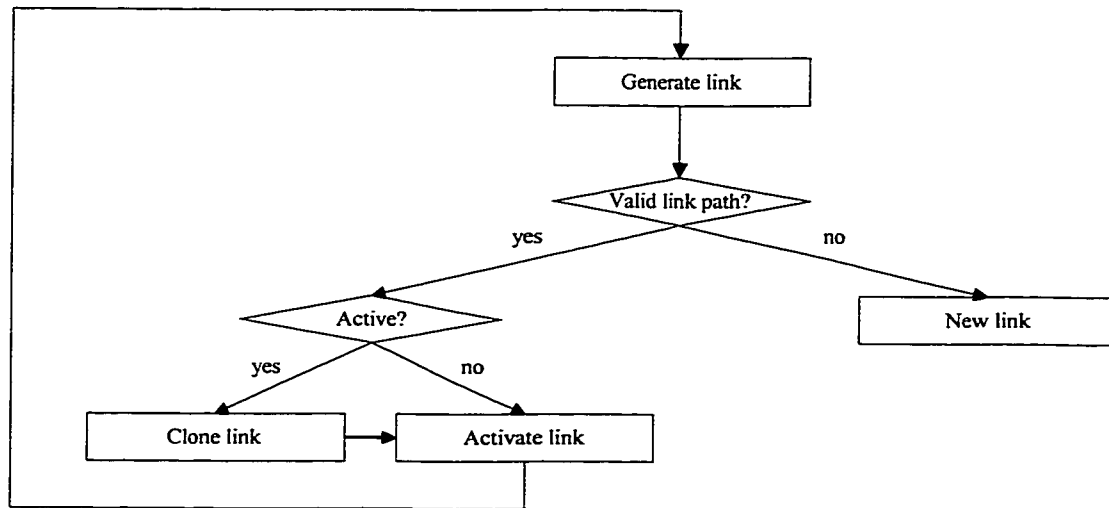 Generate link
Valid link path?
yes
no
Active?
New link
yes
no
Clone link
Activate link